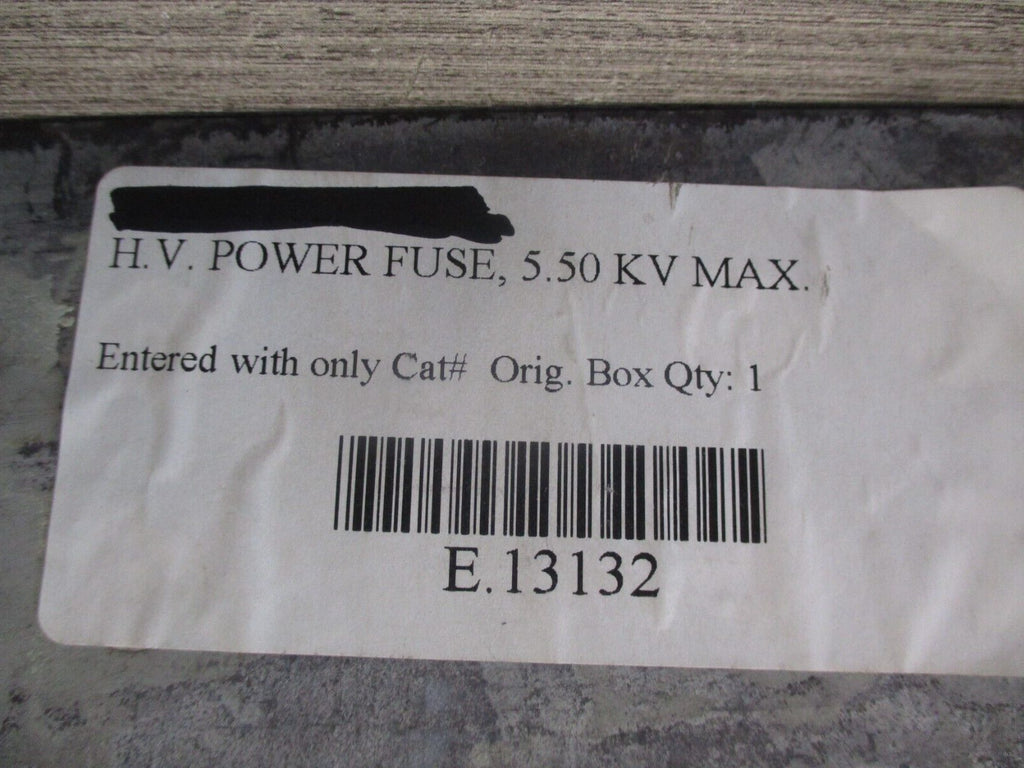 H.V. POWER FUSE, 5.50 KV MAX.
Entered with only Cat# Orig. Box Qty: 1
E.13132